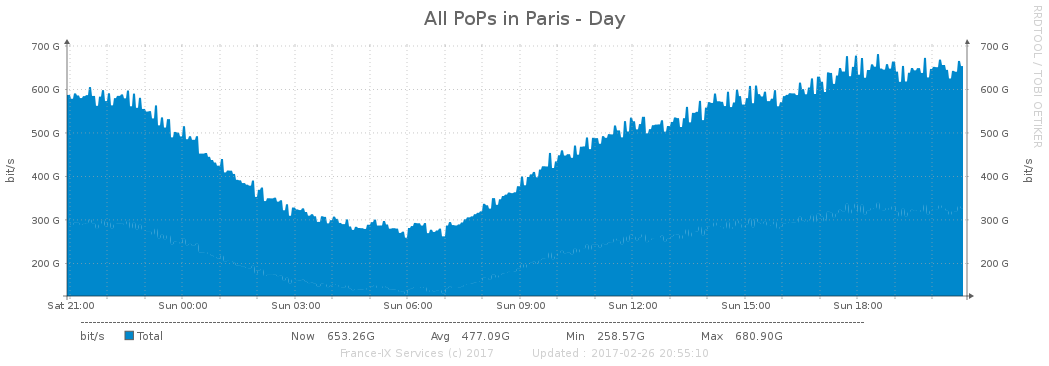 All PoPs in Paris - Day
RRDTOOL / TOBI OETIKER
700 G 700 G
600 G 600 G
500 G 500 G
400 G 400 G
300 G 300 G
200 G 200 G
bit/s
bit/s
Sat 21:00 Sun 00:00 Sun 03:00 Sun 06:00 Sun 09:00 Sun 12:00 Sun 15:00 Sun 18:00
bit/s Total Now 653.26G Avg 477.09G Min 258.57G Max 680.90G
France-IX Services (c) 2017 Updated : 2017-02-26 20:55:10